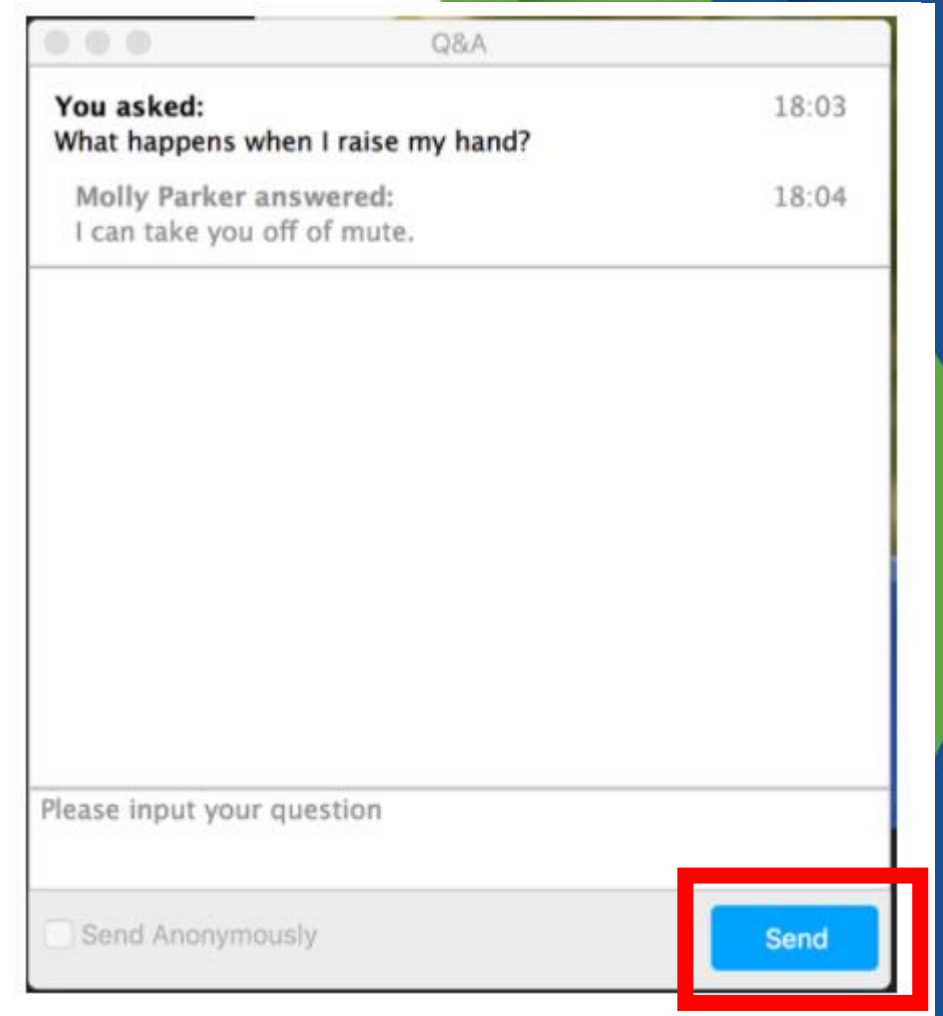 Q&A
You asked: 18:03
What happens when I raise my hand?
Molly Parker answered: 18:04
I can take you off of mute.
Please input your question
Send Anonymously
Send